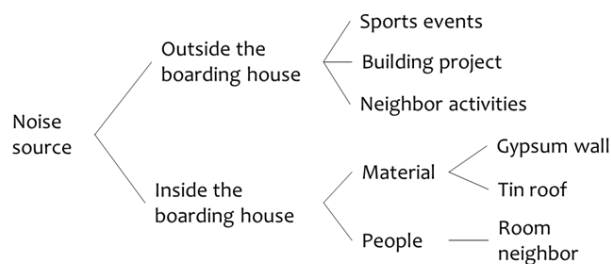 Noise
source
Outside the
boarding house
Sports events
Building project
Neighbor activities
Inside the
boarding house
Material
Gypsum wall
Tin roof
People
Room
neighbor